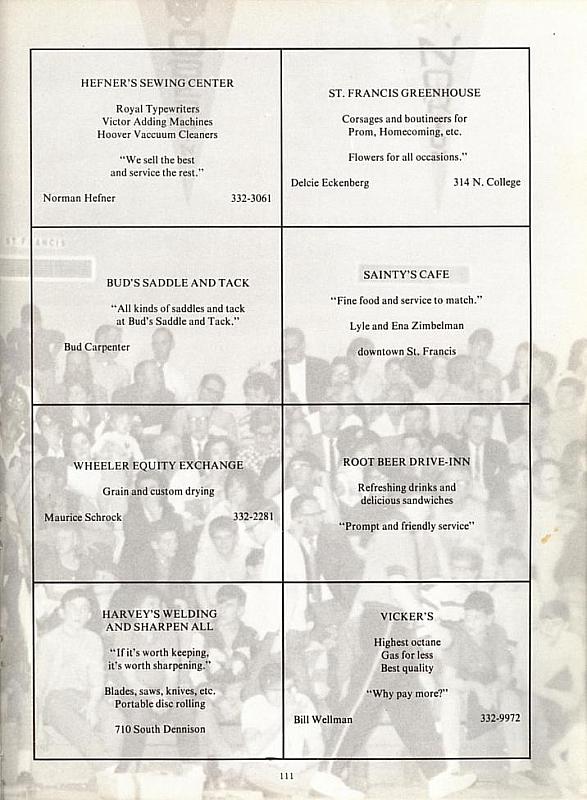 HEFNER'S SEWING CENTER
Royal Typewriters
Victor Adding Machines
Hoover Vaccuum Cleaners
"We sell the best
and service the rest."
Norman Hefner 332-3061
ST. FRANCIS GREENHOUSE
Corsages and boutineers for
Prom, Homecoming, etc.
Flowers for all occasions."
Delcie Eckenberg 314 N. College
ST FRANCIS
BUD'S SADDLE AND TACK
"All kinds of saddles and tack
at Bud's Saddle and Tack."
Bud Carpenter
SAINTY'S CAFE
"Fine food and service to match."
Lyle and Ena Zimbelman
downtown St. Francis
WHEELER EQUITY EXCHANGE
Grain and custom drying
Maurice Schrock 332-2281
ROOT BEER DRIVE-INN
Refreshing drinks and
delicious sandwiches
"Prompt and friendly service"
HARVEY'S WELDING
AND SHARPEN ALL
"If it's worth keeping,
it's worth sharpening."
Blades, saws, knives, etc.
Portable disc rolling
710 South Dennison
VICKER'S
Highest octane
Gas for less
Best quality
"Why pay more?"
Bill Wellman 332-9972
111